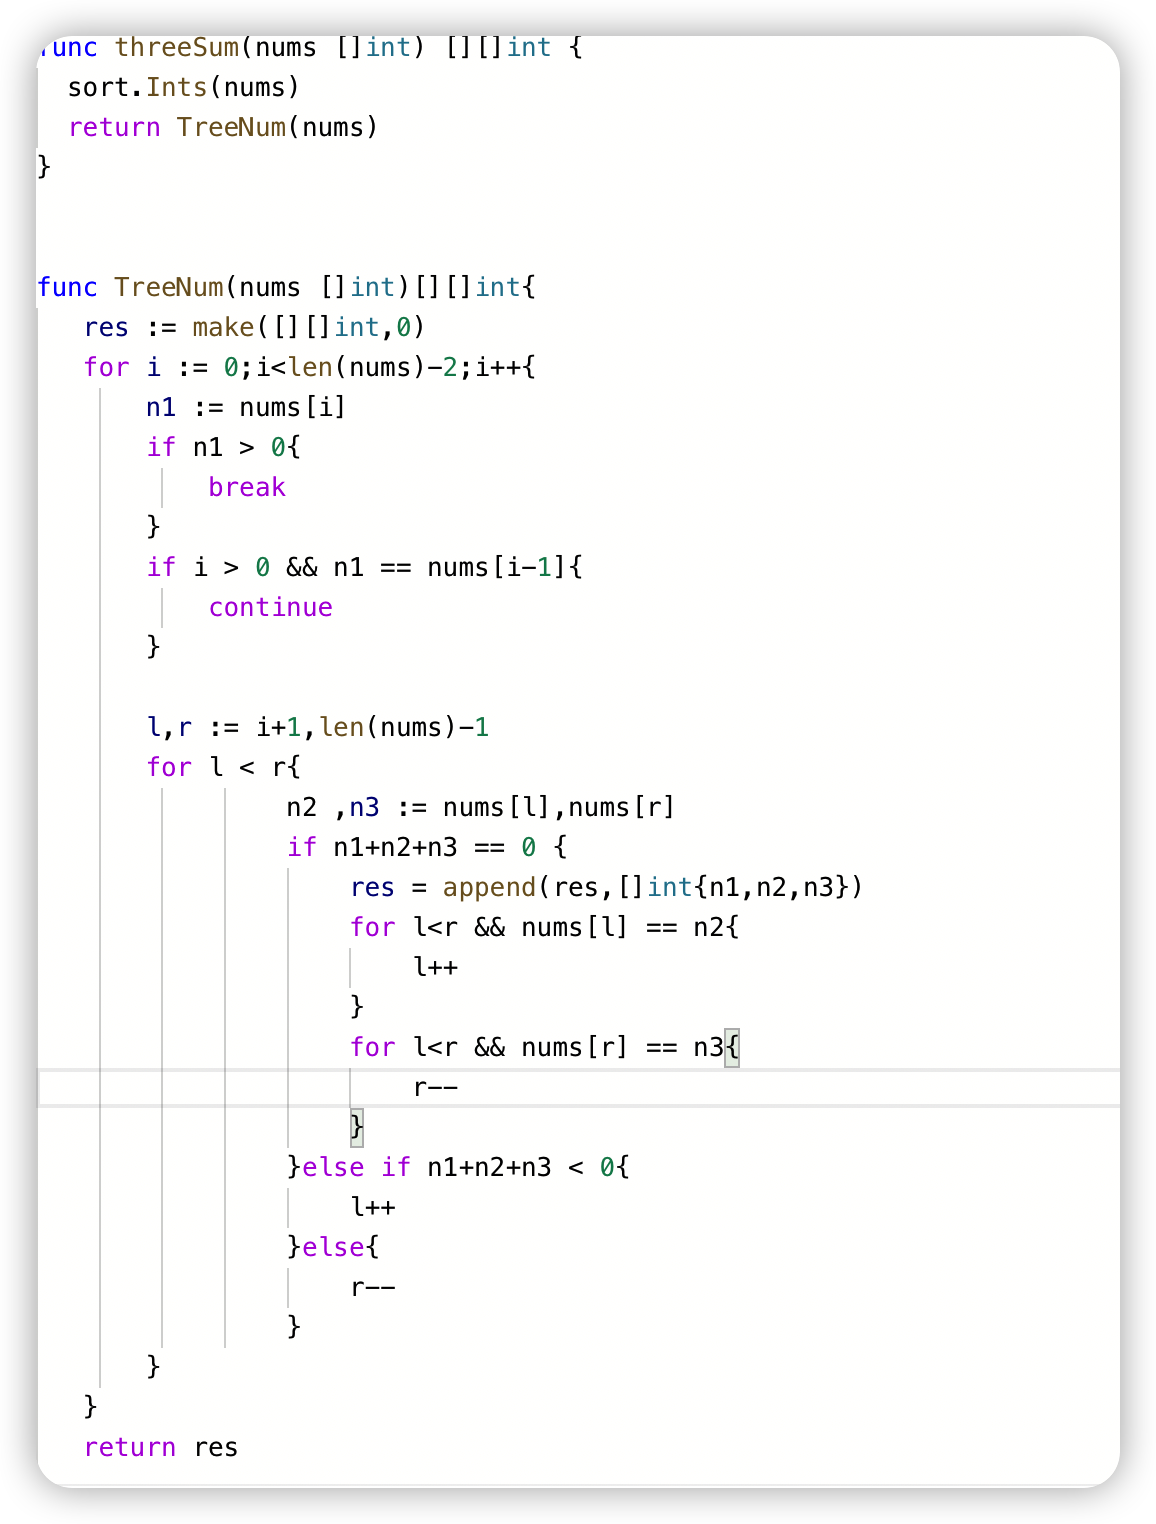 func threeSum(nums []int) [][]int {
  sort.Ints(nums)
  return TreeNum(nums)
}
func TreeNum(nums []int)[][]int{
   res := make([][]int,0)
   for i := 0;i<len(nums)-2;i++{
       n1 := nums[i]
       if n1 > 0{
           break
       }
       if i > 0 && n1 == nums[i-1]{
           continue
       }
       l,r := i+1,len(nums)-1
       for l < r{
                n2 ,n3 := nums[l],nums[r]
                if n1+n2+n3 == 0 {
                    res = append(res,[]int{n1,n2,n3})
                    for l<r && nums[l] == n2{
                        l++
                    }
                    for l<r && nums[r] == n3{
                        r--
                    }
                }else if n1+n2+n3 < 0{
                    l++
                }else{
                    r--
                }
       }
   }
   return res